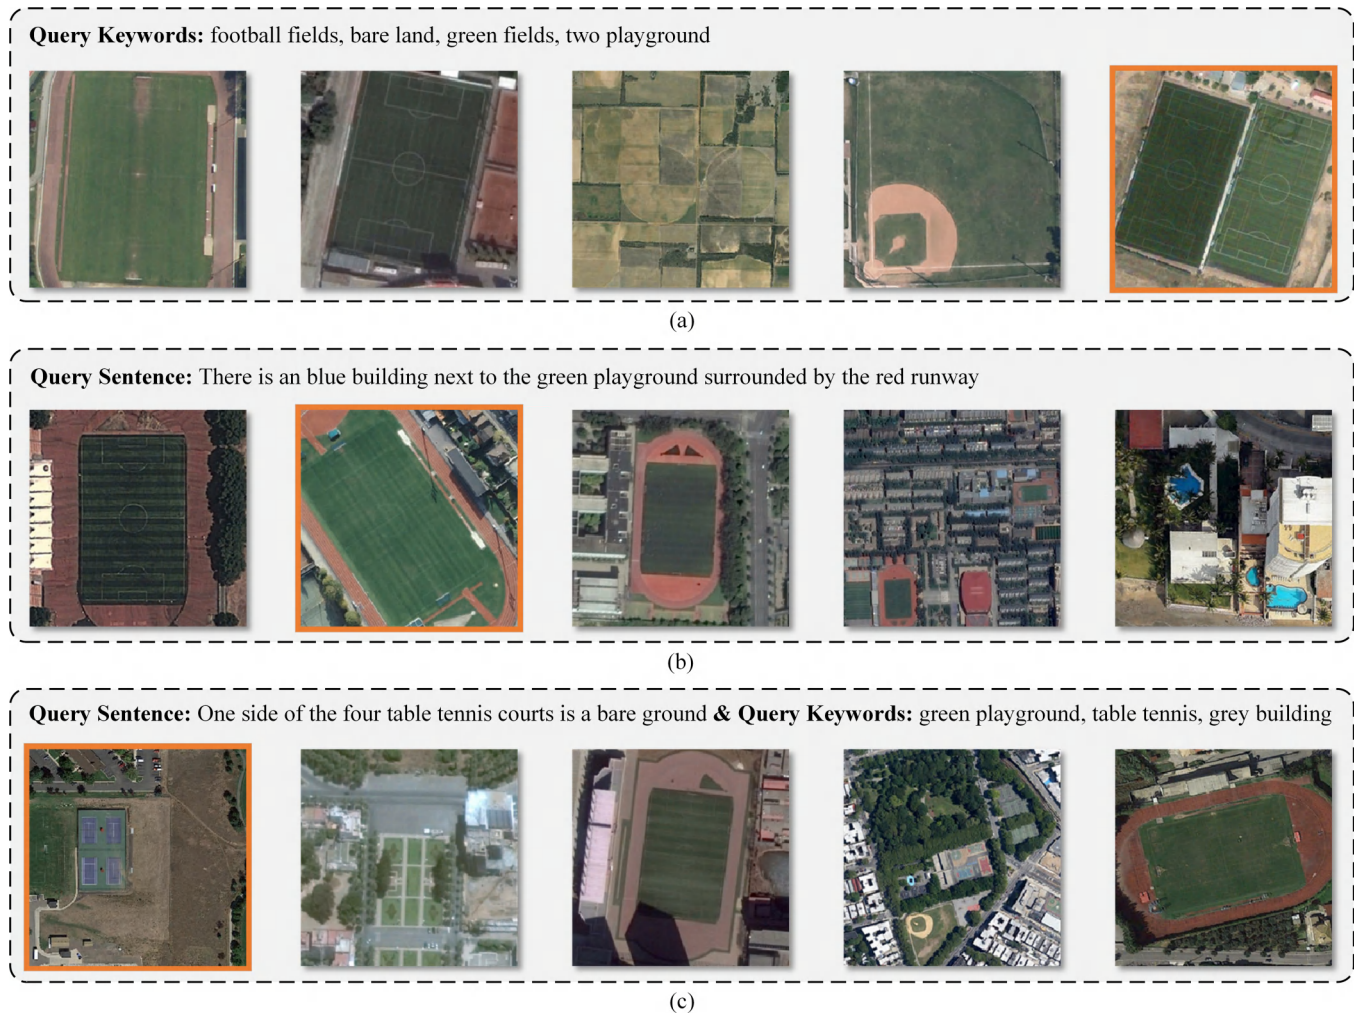 Query Keywords: football fields, bare land, green fields, two playground
(a)
Query Sentence: There is an blue building next to the green playground surrounded by the red runway
(b)
Query Sentence: One side of the four table tennis courts is a bare ground & Query Keywords: green playground, table tennis, grey building
(c)